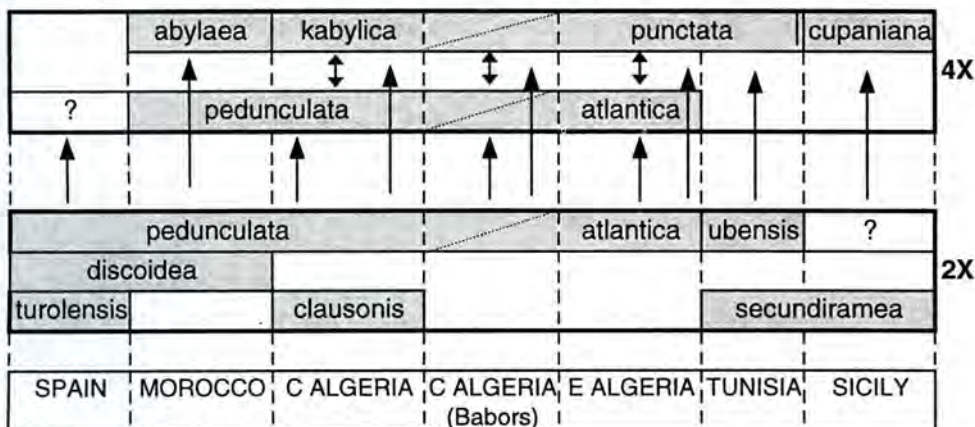 abylaea kabylica punctata cupaniana
4X
? pedunculata atlantica
pedunculata atlantica ubensis ?
discoidea
2X
turolensis clausonis secundiramea
SPAIN MOROCCO C ALGERIA C ALGERIA E ALGERIA TUNISIA SICILY
(Babors)